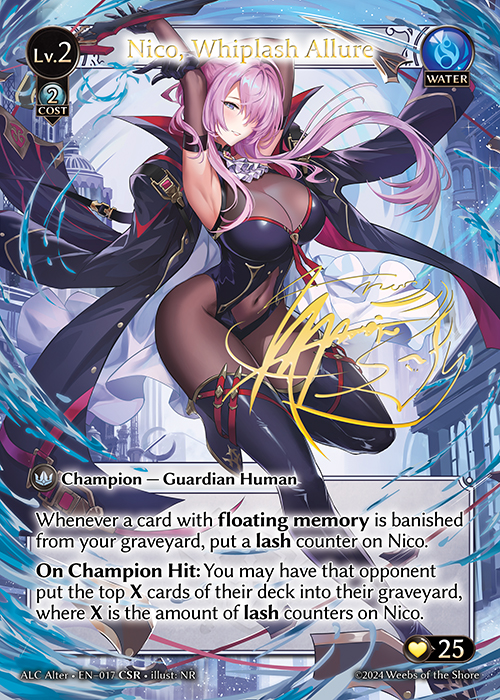 Lv.2 Nico, Whiplash Allure
2 WATER
COST
Champion — Guardian Human
Whenever a card with floating memory is banished
from your graveyard, put a lash counter on Nico.
On Champion Hit: You may have that opponent
put the top X cards of their deck into their graveyard,
where X is the amount of lash counters on Nico.
25
ALC Alter • EN-017 CSR • illust: NR ©2024 Weebs of the Shore